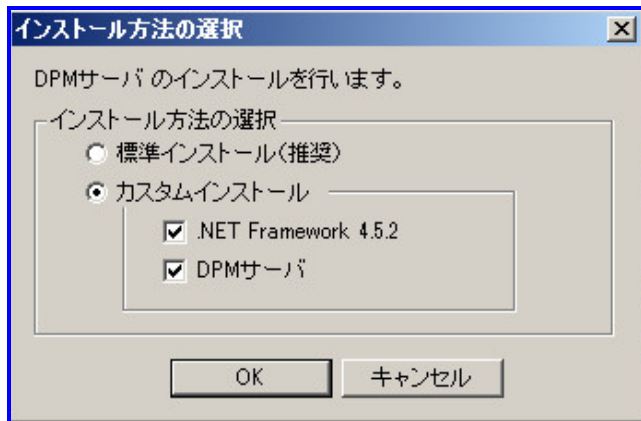 インストール方法の選択
DPMサーバ のインストールを行います。
インストール方法の選択
標準インストール(推奨)
カスタムインストール
.NET Framework 4.5.2
DPMサーバ
OK キャンセル